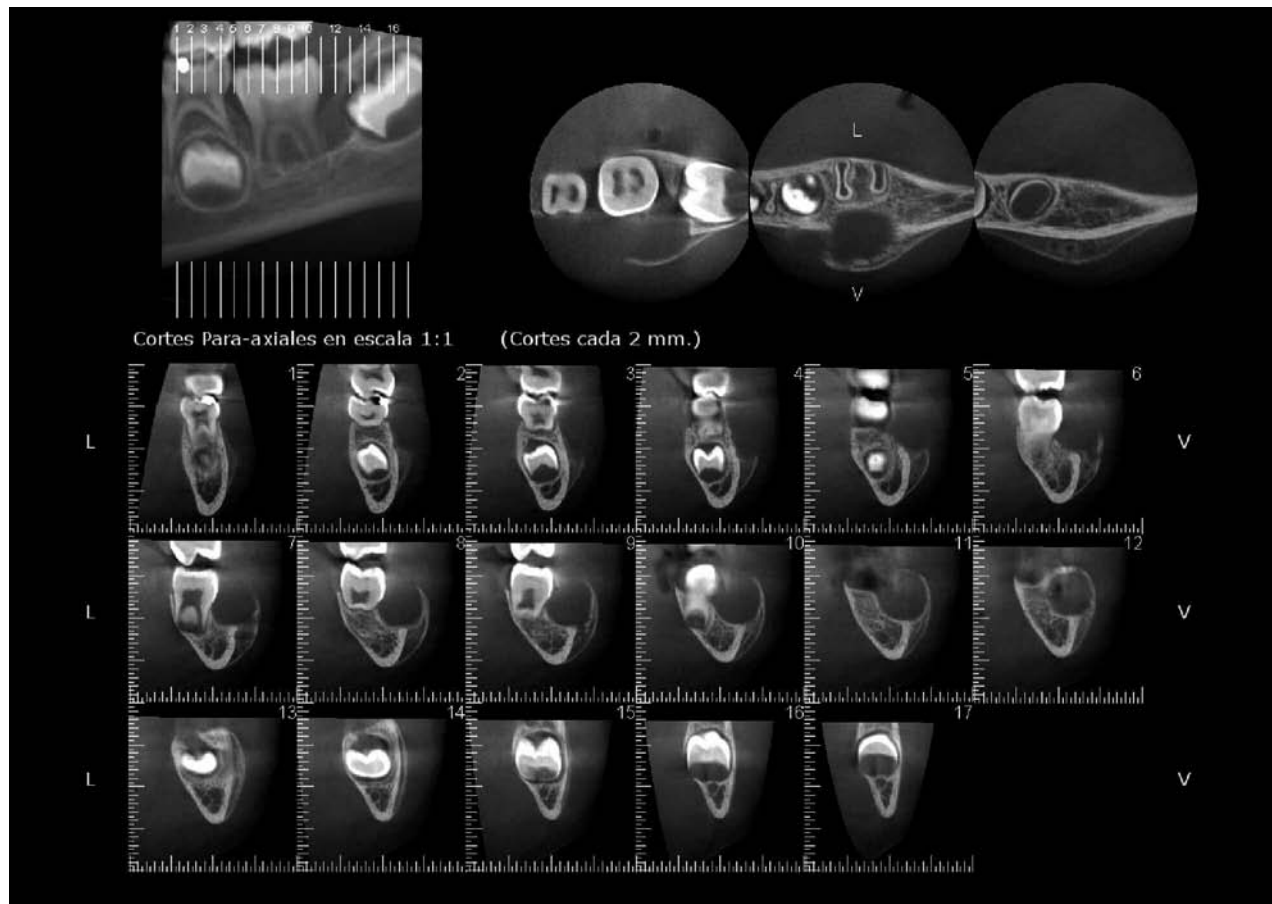 1 2 3 4 5 6 7 8 9 10 12 14 16
L
V
Cortes Para-axiales en escala 1:1 (Cortes cada 2 mm.)
1 2 3 4 5 6
L V
7 8 9 10 11 12
L V
13 14 15 16 17
L V